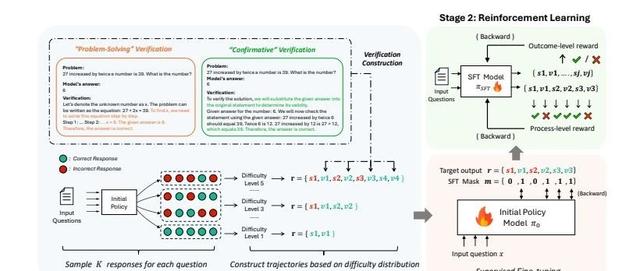 Stage 2: Reinforcement Learning
"Problem-Solving" Verification
Problem:
27 increased by twice a number is 39. What is the number?
Model's answer:
6
Verification:
Let's denote the unknown number as x. The problem can
be written as the equation: 27 + 2x = 39. To find x, we need
to solve this equation step by step.
Step 1: ... Step 2: ... x = 6. The given answer is 6.
Therefore, the answer is correct.
"Confirmative" Verification
Problem:
27 increased by twice a number is 39. What is the number?
Model's answer:
6
Verification:
To verify the solution, we will substitute the given answer into
the original statement to determine its validity.
Given answer for the number: 6. We will now check the
statement using the given answer: 27 increased by twice 6
should equal 39. Twice 6 is 12. 27 increased by 12 is 27 + 12,
which equals 39. Therefore, the answer is correct.
Verification
Construction
: Correct Response
: Incorrect Response
Input
Questions
Initial
Policy
Difficulty
Level 5
r = { s1, v1, s2, v2, s3, v3, s4, v4 }
......
Difficulty
Level 3
r = { s1, v1, s2, v2 }
......
Difficulty
Level 1
r = { s1, v1 }
Sample K responses for each question
Construct trajectories based on difficulty distribution
( Backward )
Outcome-level reward
Input
Questions
SFT Model
πSFT
{ s1, v1, ..., sj, vj }
{ s1, v1, s2, v2, s3, v3 }
( Backward )
Process-level reward
Target output r = { s1, v1, s2, v2, s3, v3 }
SFT Mask m = { 0 , 1 , 0 , 1 , 1 , 1 }
(Backward)
Initial Policy
Model π0
Input question x